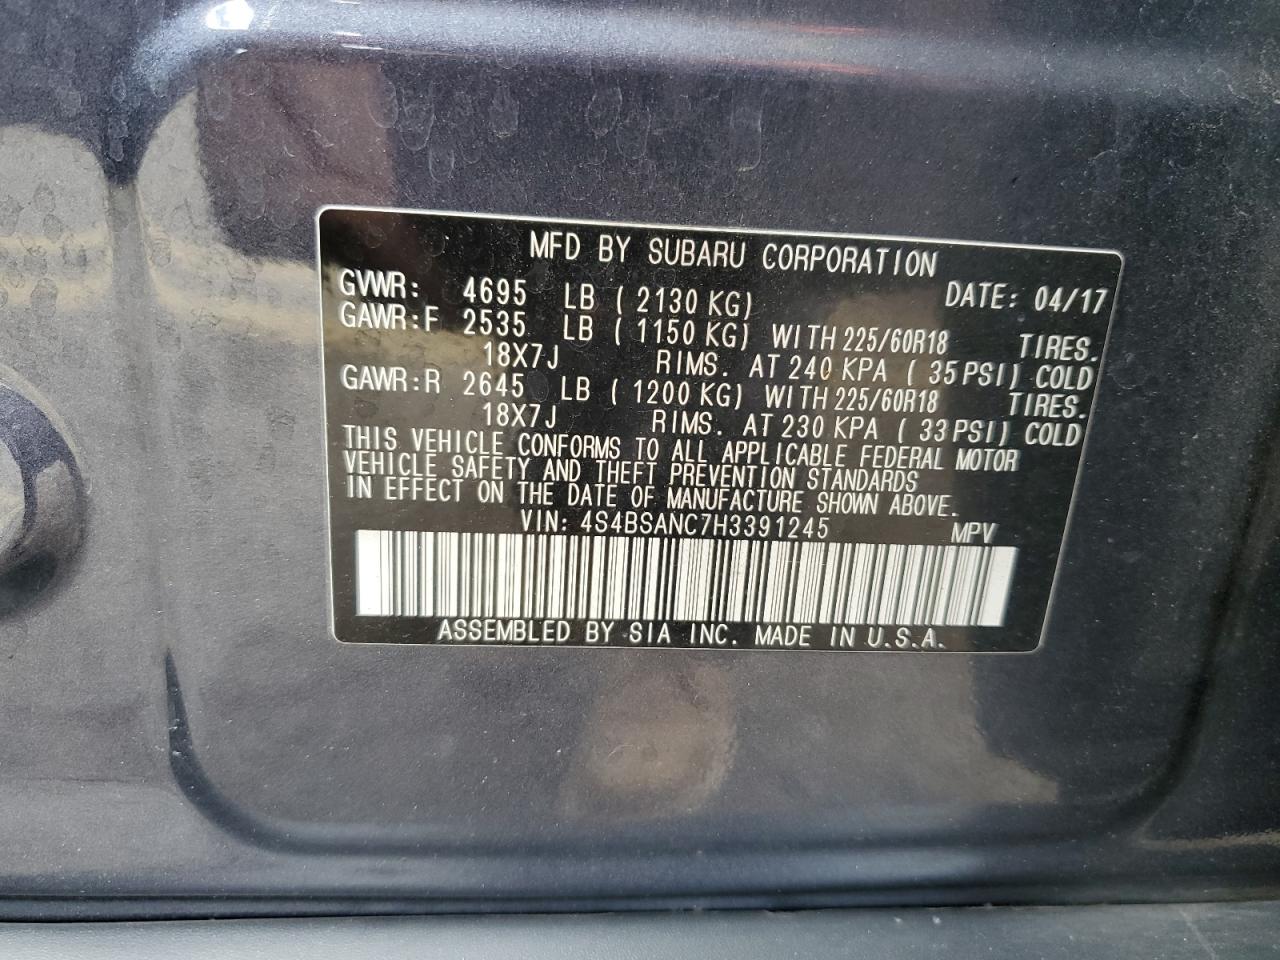 MFD BY SUBARU CORPORATION
GVWR: 4695 LB ( 2130 KG) DATE: 04/17
GAWR:F 2535 LB ( 1150 KG) WITH 225/60R18 TIRES.
18X7J RIMS. AT 240 KPA ( 35 PSI) COLD
GAWR:R 2645 LB ( 1200 KG) WITH 225/60R18 TIRES.
18X7J RIMS. AT 230 KPA ( 33 PSI) COLD
THIS VEHICLE CONFORMS TO ALL APPLICABLE FEDERAL MOTOR
VEHICLE SAFETY AND THEFT PREVENTION STANDARDS
IN EFFECT ON THE DATE OF MANUFACTURE SHOWN ABOVE.
VIN: 4S4BSANC7H3391245 MPV
ASSEMBLED BY SIA INC. MADE IN U.S.A.